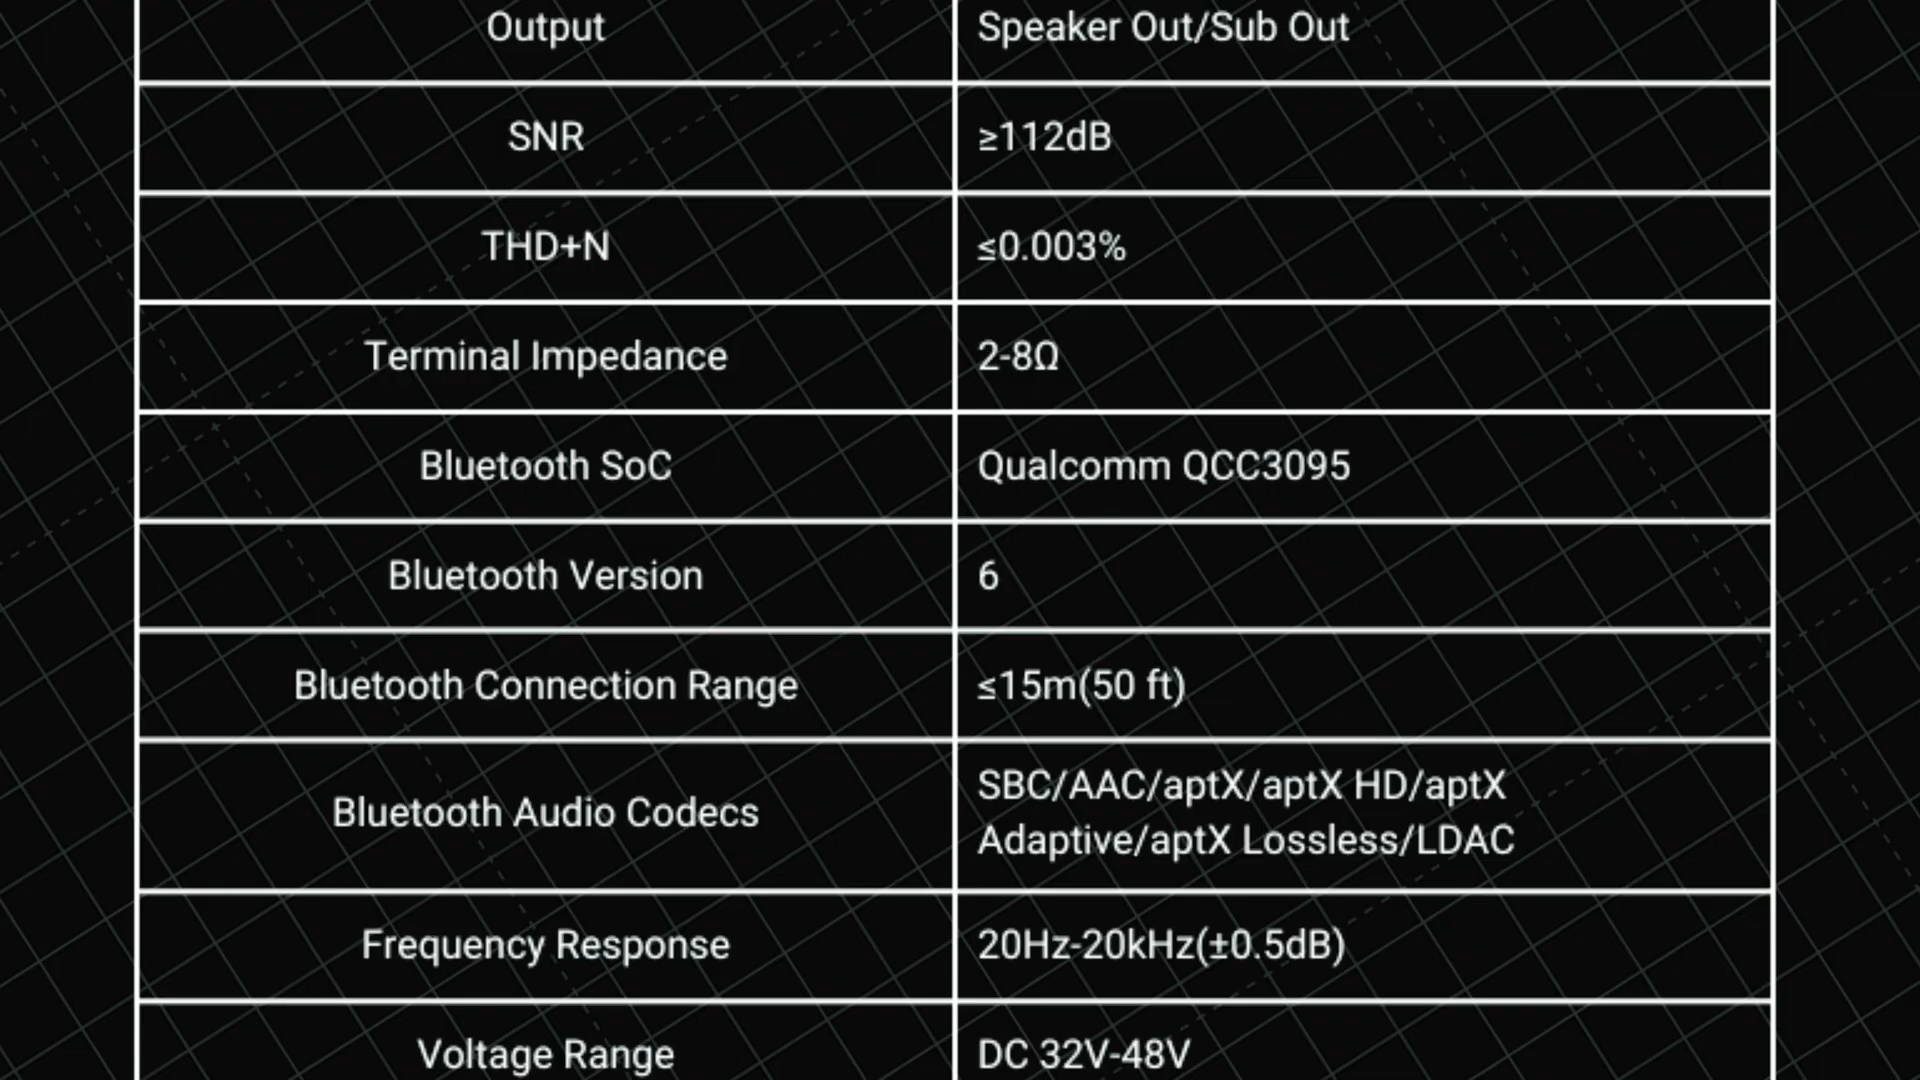 Output
Speaker Out/Sub Out
SNR
≥112dB
THD+N
≤0.003%
Terminal Impedance
2-8Ω
Bluetooth SoC
Qualcomm QCC3095
Bluetooth Version
6
Bluetooth Connection Range
≤15m(50 ft)
Bluetooth Audio Codecs
SBC/AAC/aptX/aptX HD/aptX
Adaptive/aptX Lossless/LDAC
Frequency Response
20Hz-20kHz(±0.5dB)
Voltage Range
DC 32V-48V